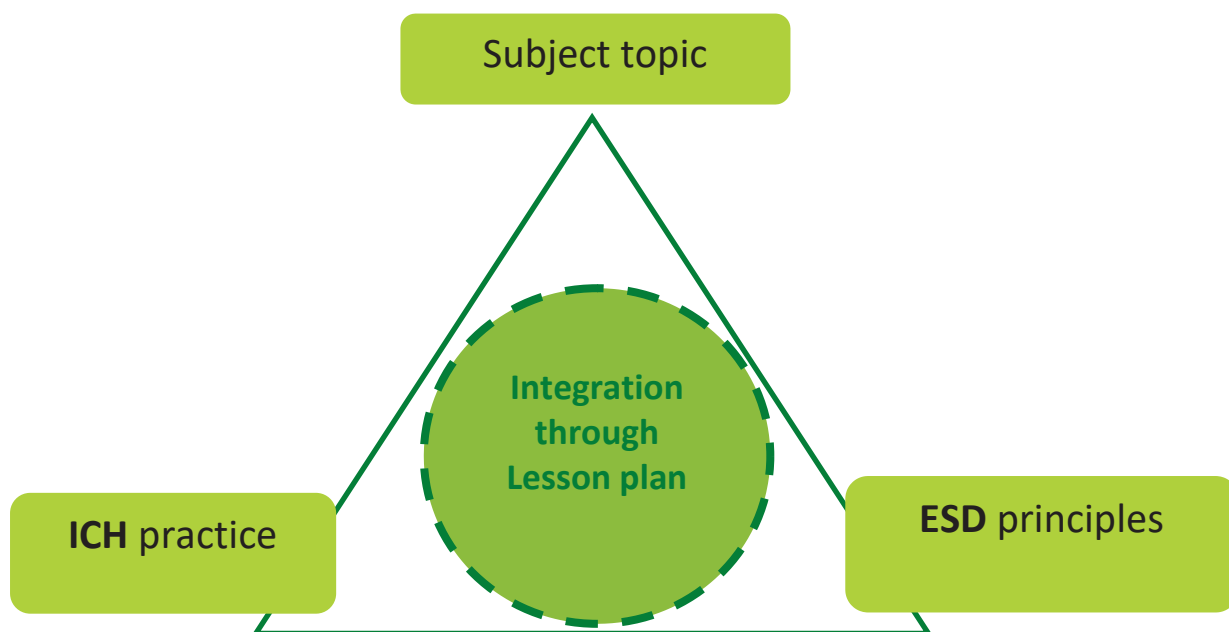 Subject topic
Integration
through
Lesson plan
ICH practice
ESD principles